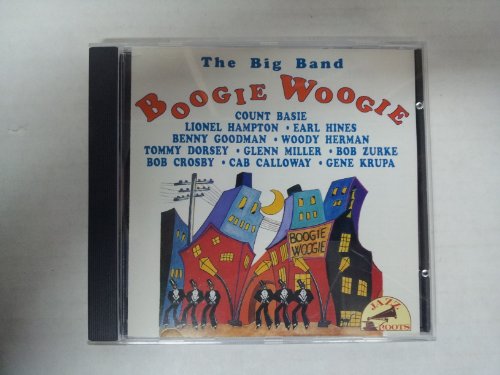 The Big Band
BOOGIE WOOGIE
COUNT BASIE
LIONEL HAMPTON • EARL HINES
BENNY GOODMAN • WOODY HERMAN
TOMMY DORSEY • GLENN MILLER • BOB ZURKE
BOB CROSBY • CAB CALLOWAY • GENE KRUPA
BOOGIE
WOOGIE
JAZZ
ROOTS